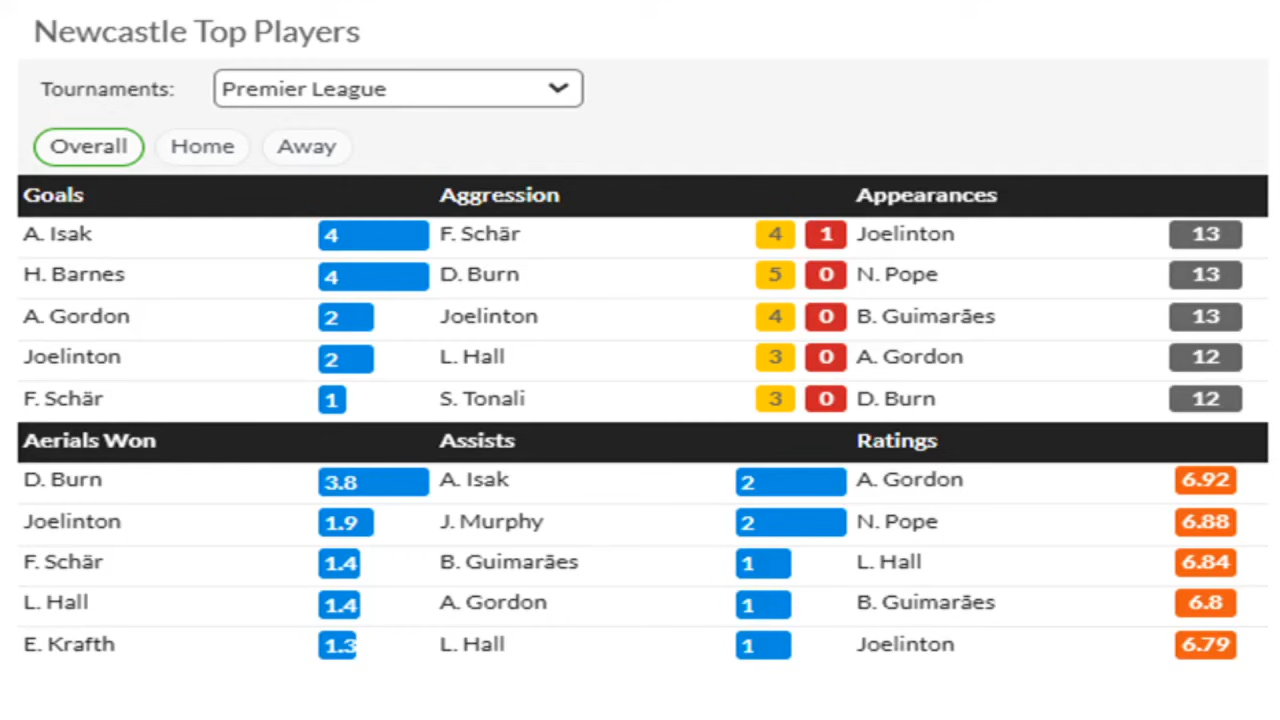 Newcastle Top Players
Tournaments: Premier League
Overall Home Away
Goals Aggression Appearances
A. Isak 4 F. Schär 4 1 Joelinton 13
H. Barnes 4 D. Burn 5 0 N. Pope 13
A. Gordon 2 Joelinton 4 0 B. Guimarães 13
Joelinton 2 L. Hall 3 0 A. Gordon 12
F. Schär 1 S. Tonali 3 0 D. Burn 12
Aerials Won Assists Ratings
D. Burn 3.8 A. Isak 2 A. Gordon 6.92
Joelinton 1.9 J. Murphy 2 N. Pope 6.88
F. Schär 1.4 B. Guimarães 1 L. Hall 6.84
L. Hall 1.4 A. Gordon 1 B. Guimarães 6.8
E. Krafth 1.3 L. Hall 1 Joelinton 6.79